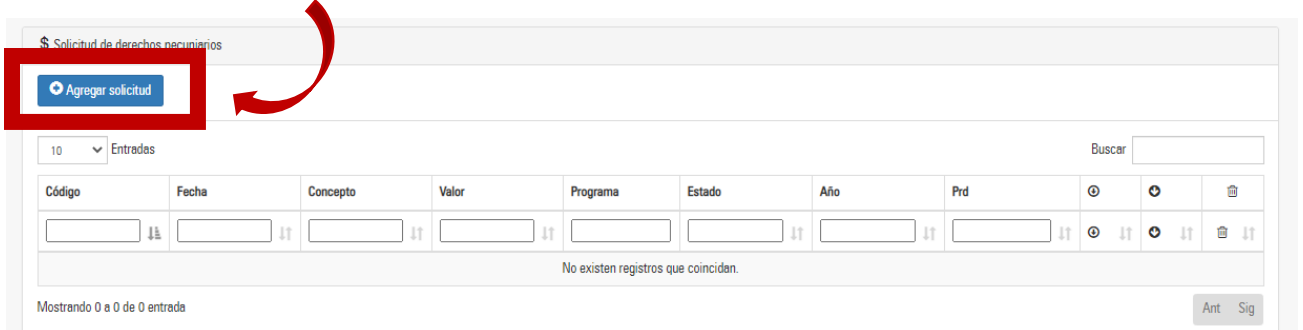 $ Solicitud de derechos pecuniarios
Agregar solicitud
10 Entradas Buscar
Código Fecha Concepto Valor Programa Estado Año Prd
No existen registros que coincidan.
Mostrando 0 a 0 de 0 entrada
Ant Sig